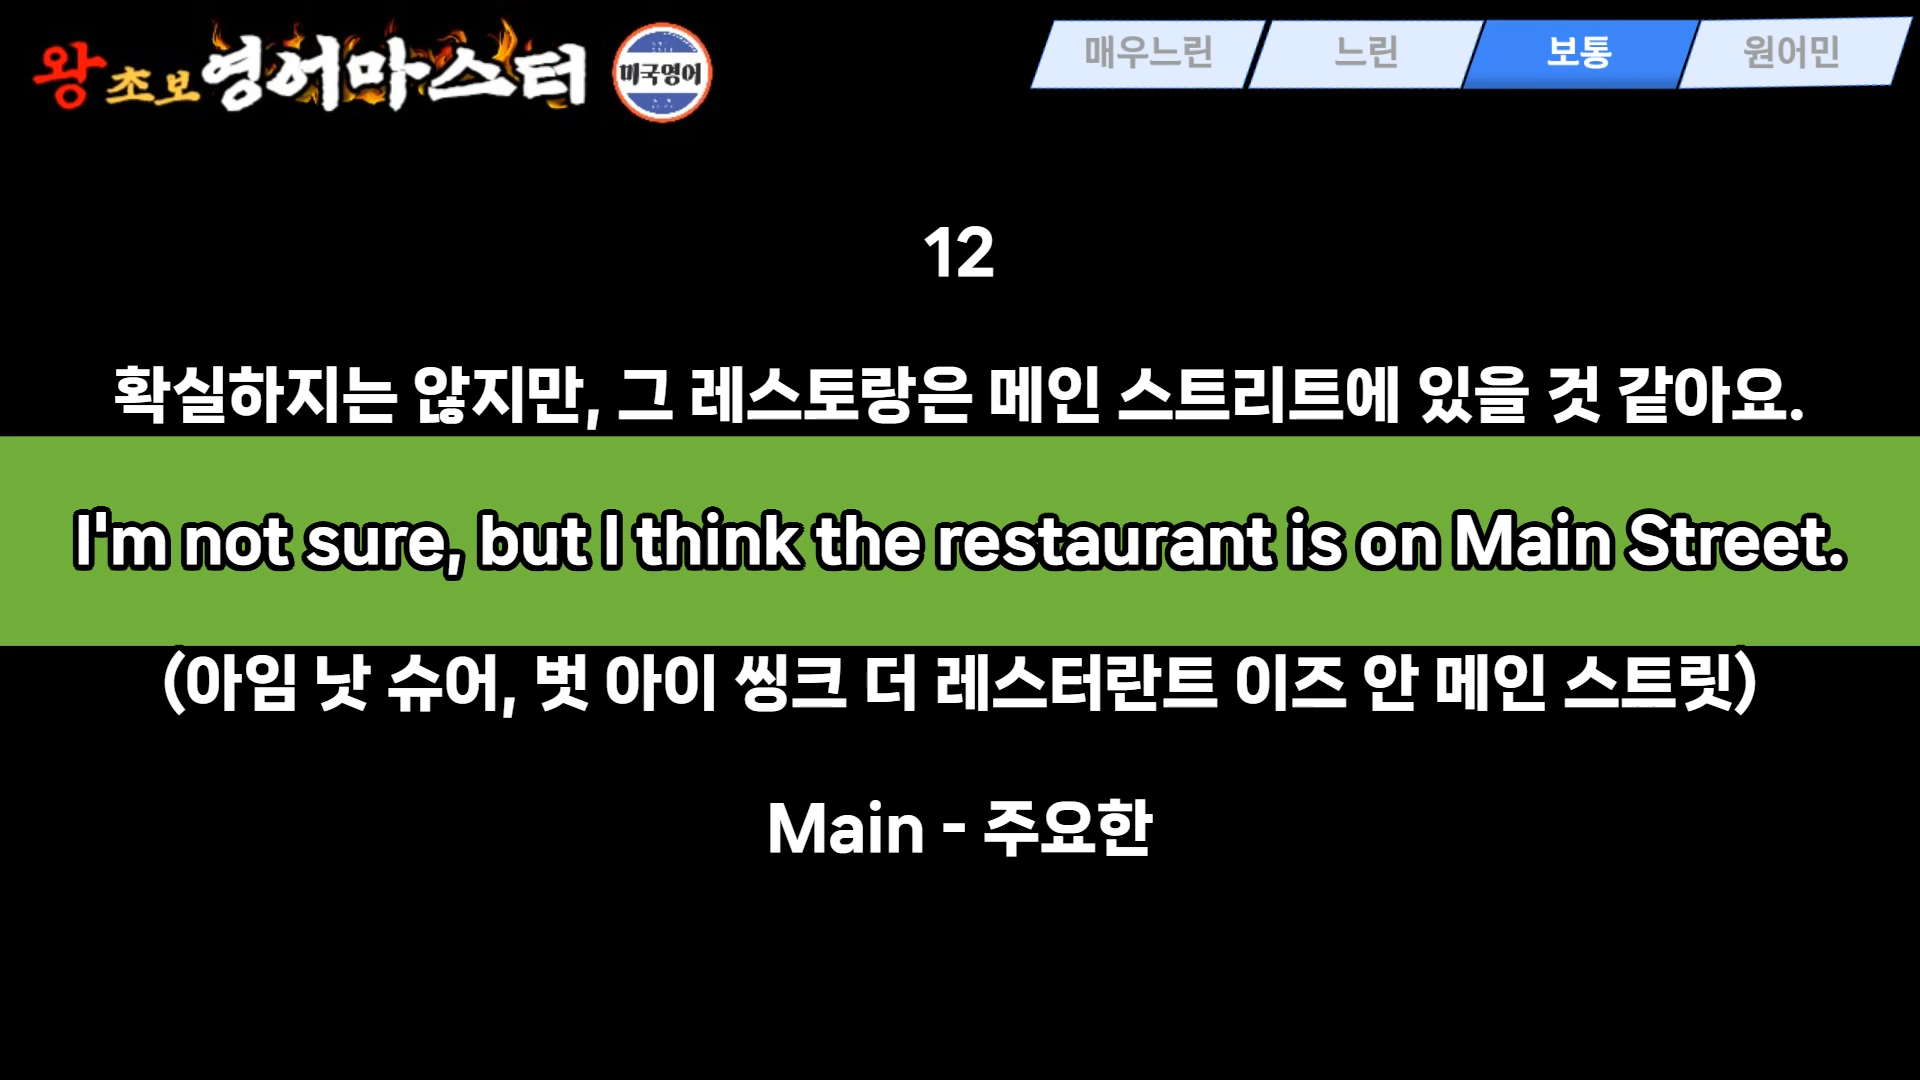 왕초보영어마스터 미국영어
매우느린 느린 보통 원어민
12
확실하지는 않지만, 그 레스토랑은 메인 스트리트에 있을 것 같아요.
I'm not sure, but I think the restaurant is on Main Street.
(아임 낫 슈어, 벗 아이 씽크 더 레스터란트 이즈 안 메인 스트릿)
Main - 주요한